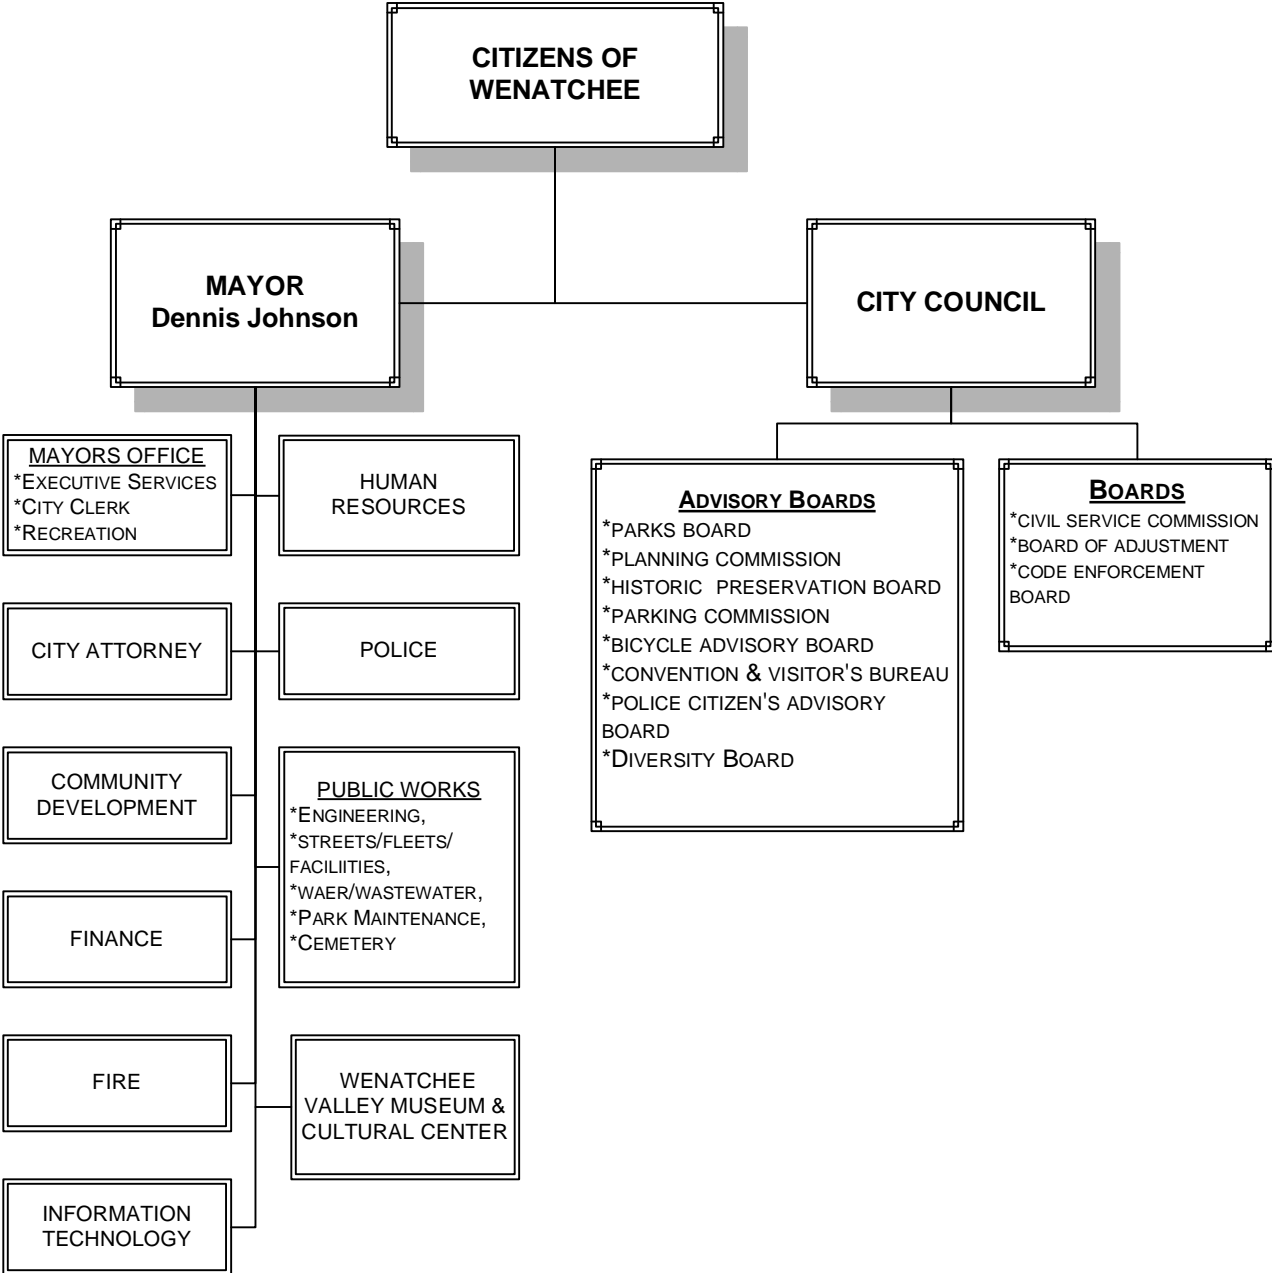 CITIZENS OF
WENATCHEE
MAYOR
Dennis Johnson
CITY COUNCIL
MAYORS OFFICE
*EXECUTIVE SERVICES
*CITY CLERK
*RECREATION
HUMAN
RESOURCES
CITY ATTORNEY
POLICE
COMMUNITY
DEVELOPMENT
PUBLIC WORKS
*ENGINEERING,
*STREETS/FLEETS/
FACILIITIES,
*WAER/WASTEWATER,
*PARK MAINTENANCE,
*CEMETERY
FINANCE
FIRE
WENATCHEE
VALLEY MUSEUM &
CULTURAL CENTER
INFORMATION
TECHNOLOGY
ADVISORY BOARDS
*PARKS BOARD
*PLANNING COMMISSION
*HISTORIC PRESERVATION BOARD
*PARKING COMMISSION
*BICYCLE ADVISORY BOARD
*CONVENTION & VISITOR'S BUREAU
*POLICE CITIZEN'S ADVISORY
BOARD
*DIVERSITY BOARD
BOARDS
*CIVIL SERVICE COMMISSION
*BOARD OF ADJUSTMENT
*CODE ENFORCEMENT
BOARD